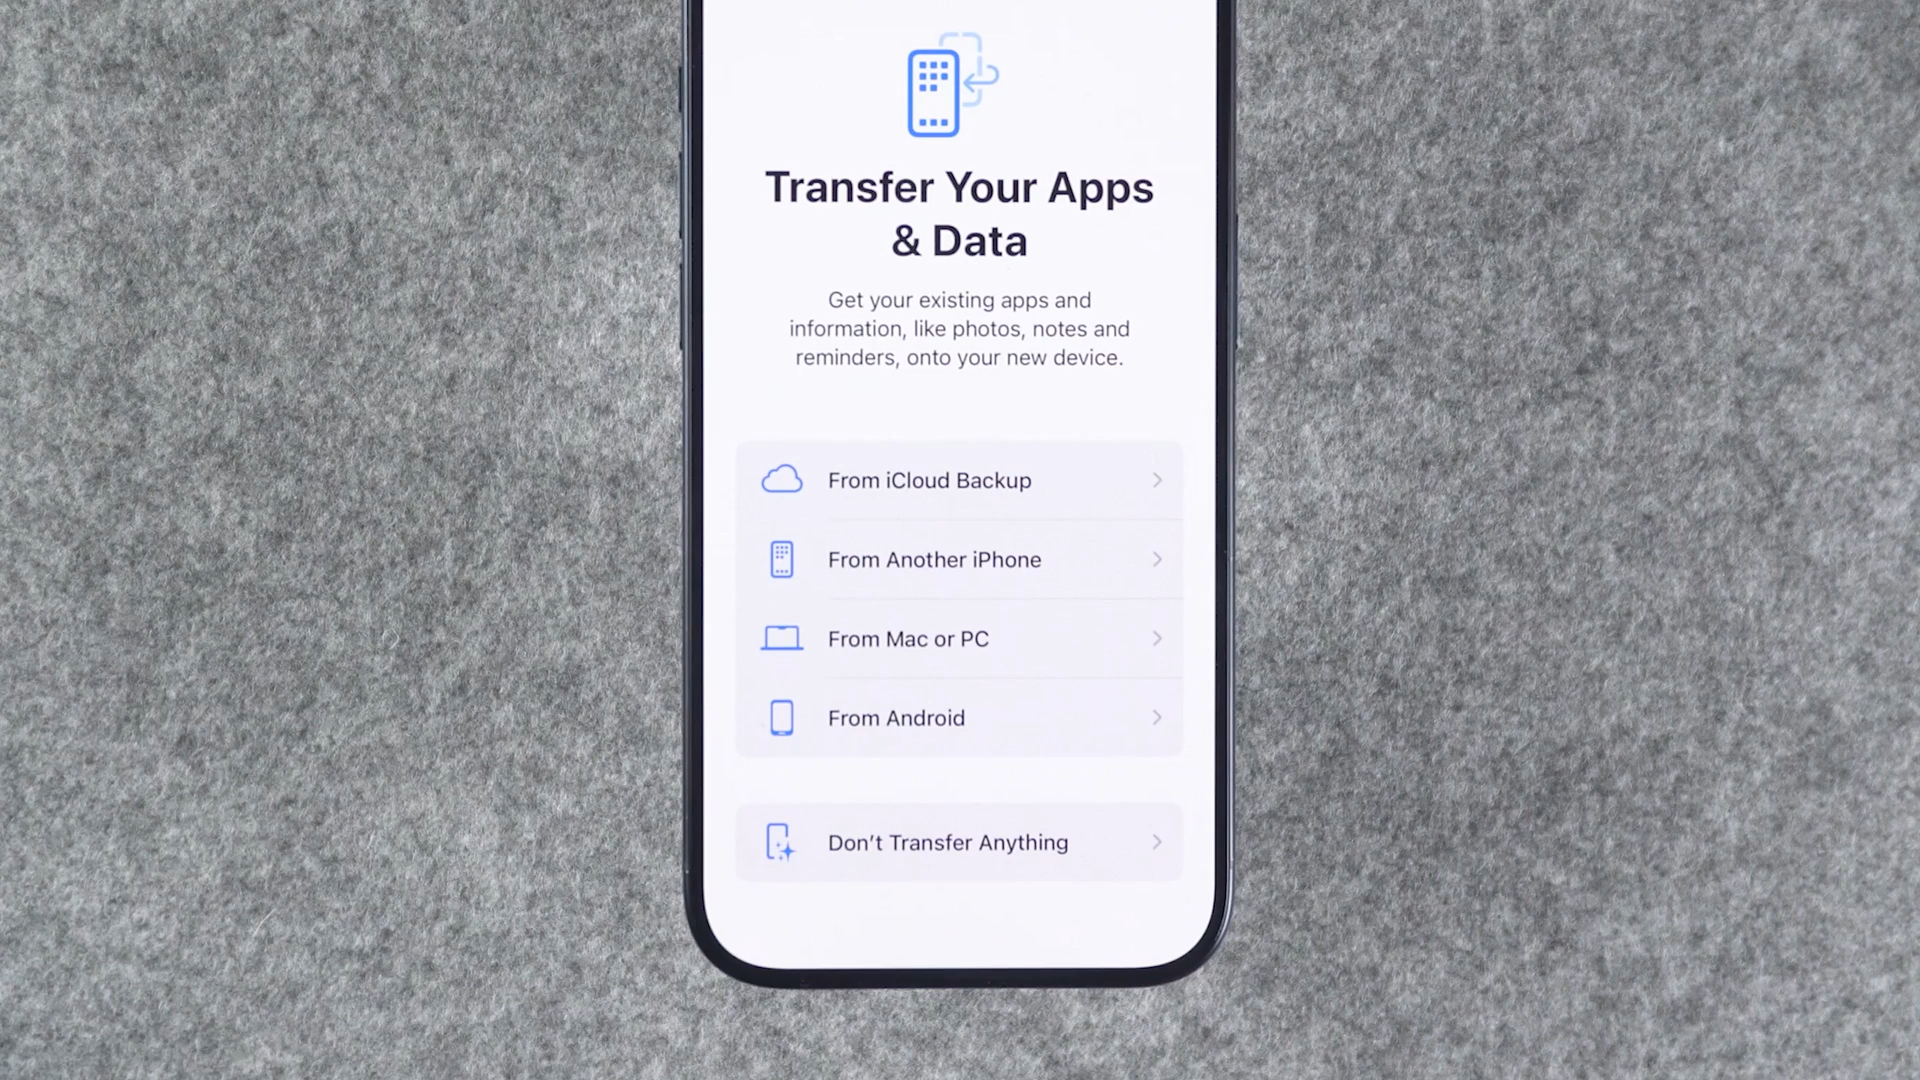 Transfer Your Apps
& Data
Get your existing apps and
information, like photos, notes and
reminders, onto your new device.
From iCloud Backup
From Another iPhone
From Mac or PC
From Android
Don’t Transfer Anything